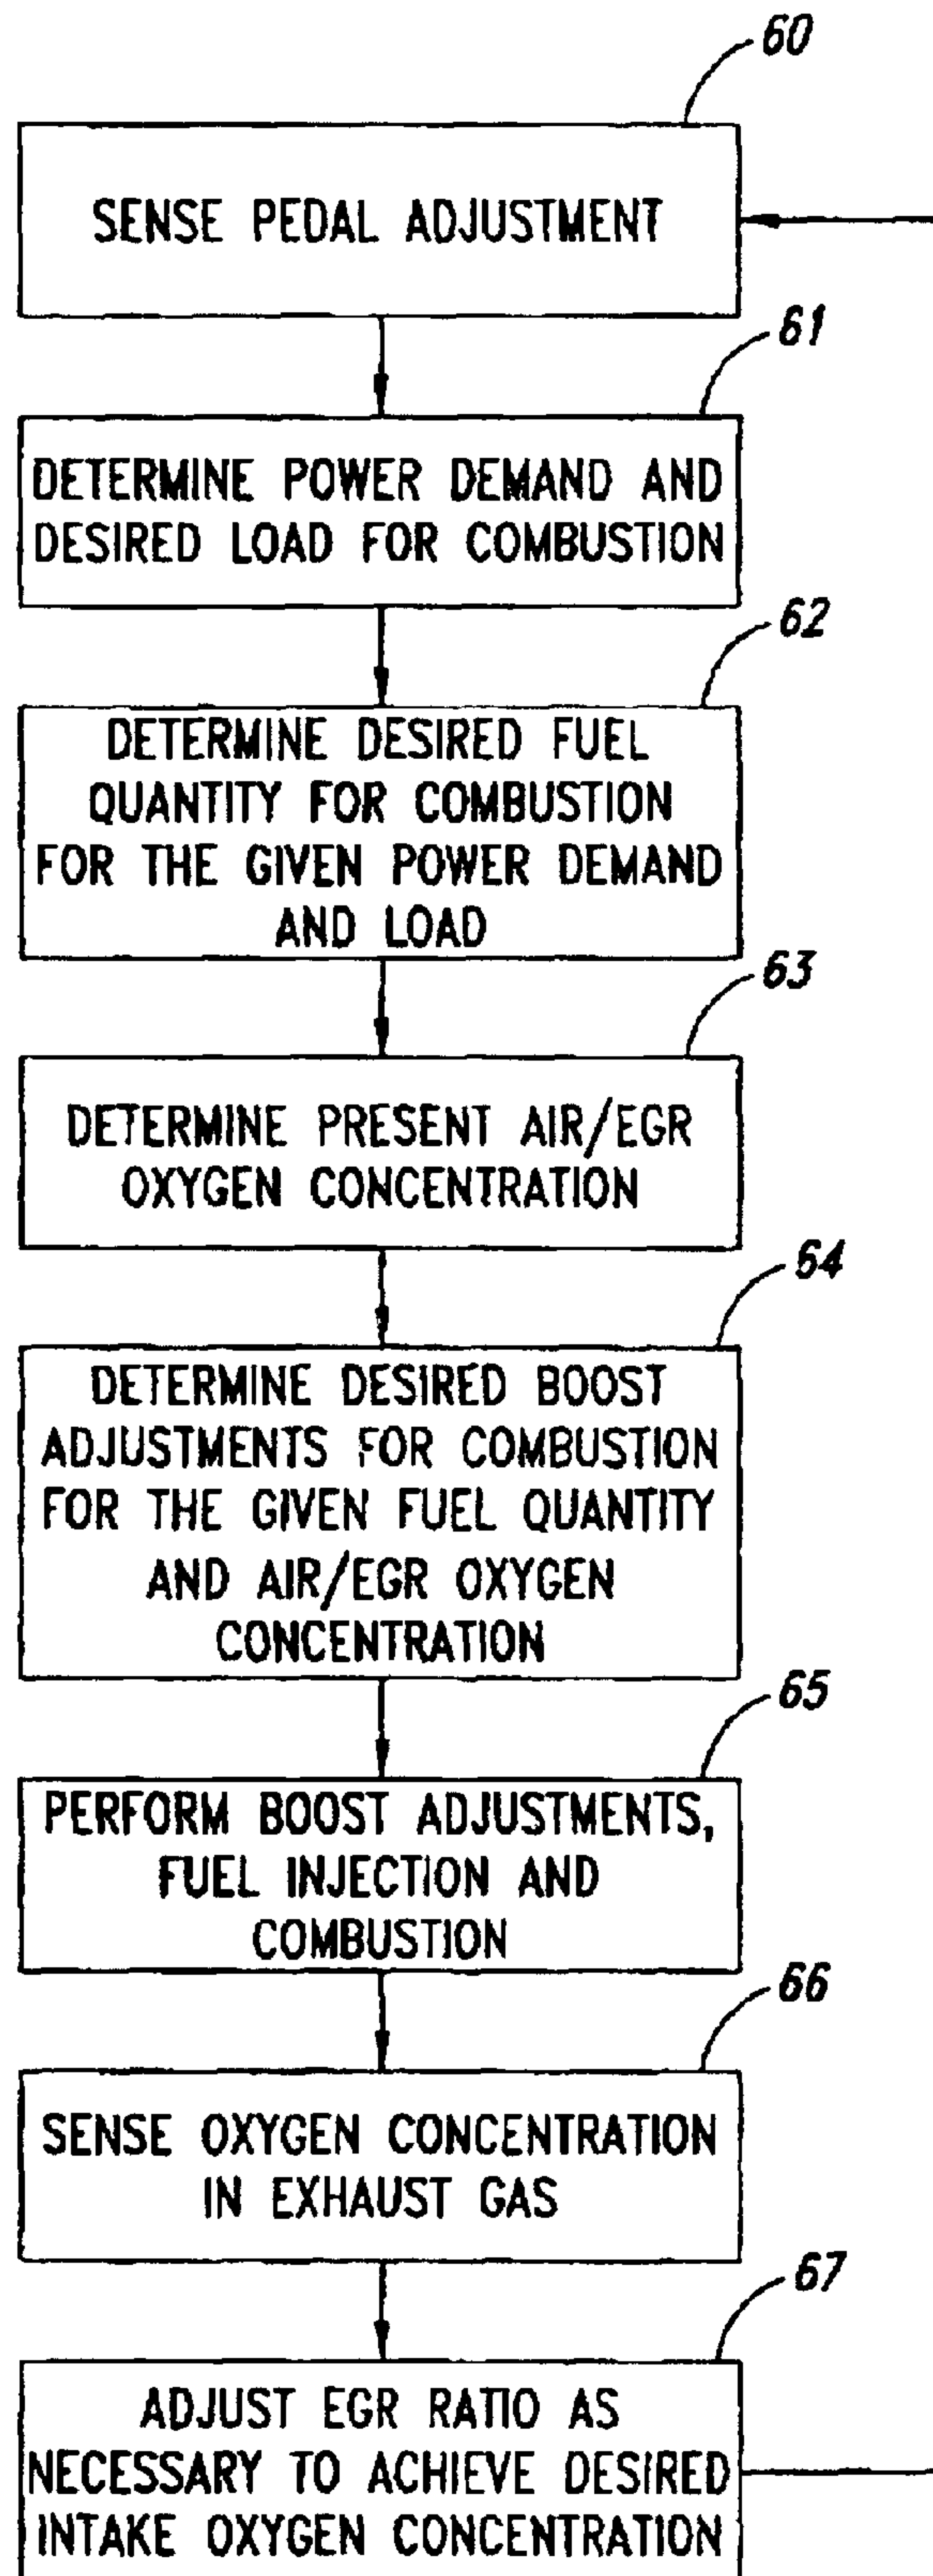 60
SENSE PEDAL ADJUSTMENT
61
DETERMINE POWER DEMAND AND
DESIRED LOAD FOR COMBUSTION
62
DETERMINE DESIRED FUEL
QUANTITY FOR COMBUSTION
FOR THE GIVEN POWER DEMAND
AND LOAD
63
DETERMINE PRESENT AIR/EGR
OXYGEN CONCENTRATION
64
DETERMINE DESIRED BOOST
ADJUSTMENTS FOR COMBUSTION
FOR THE GIVEN FUEL QUANTITY
AND AIR/EGR OXYGEN
CONCENTRATION
65
PERFORM BOOST ADJUSTMENTS,
FUEL INJECTION AND
COMBUSTION
66
SENSE OXYGEN CONCENTRATION
IN EXHAUST GAS
67
ADJUST EGR RATIO AS
NECESSARY TO ACHIEVE DESIRED
INTAKE OXYGEN CONCENTRATION